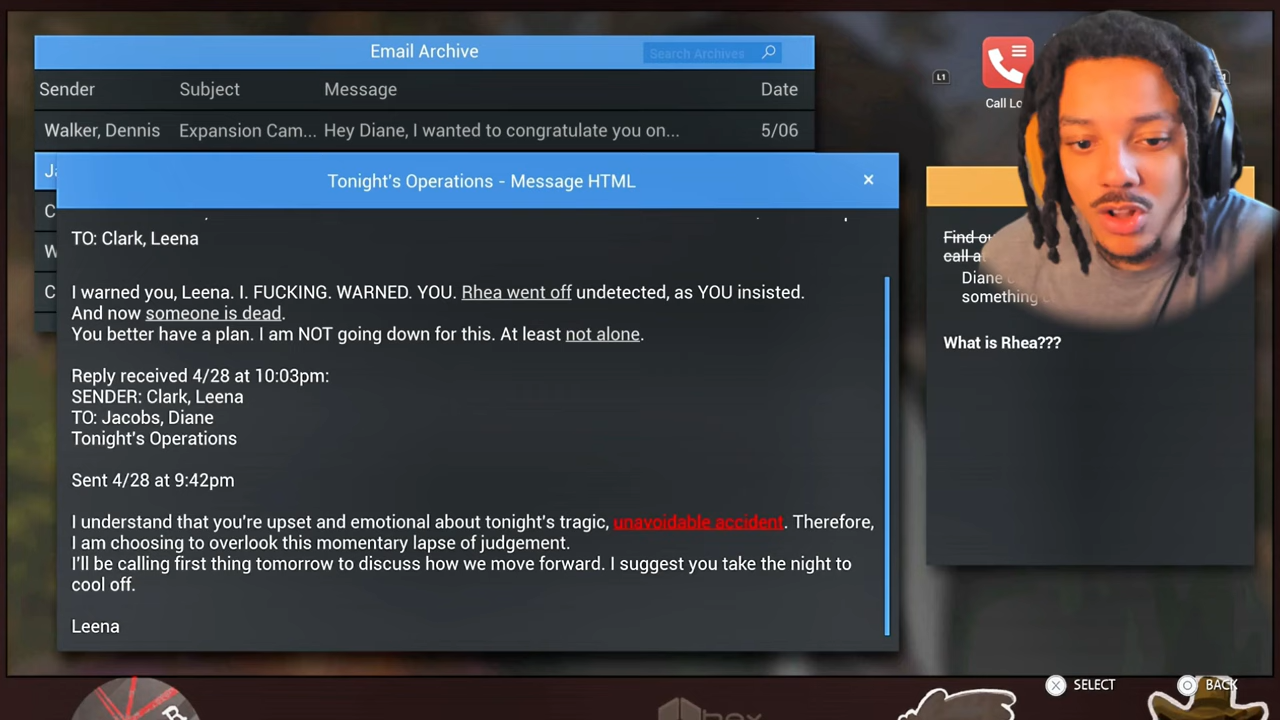 Email Archive
Search Archives
Sender Subject Message Date
Walker, Dennis Expansion Cam... Hey Diane, I wanted to congratulate you on... 5/06
Tonight's Operations - Message HTML
TO: Clark, Leena
I warned you, Leena. I. FUCKING. WARNED. YOU. Rhea went off undetected, as YOU insisted.
And now someone is dead.
You better have a plan. I am NOT going down for this. At least not alone.
Reply received 4/28 at 10:03pm:
SENDER: Clark, Leena
TO: Jacobs, Diane
Tonight's Operations
Sent 4/28 at 9:42pm
I understand that you're upset and emotional about tonight's tragic, unavoidable accident. Therefore,
I am choosing to overlook this momentary lapse of judgement.
I'll be calling first thing tomorrow to discuss how we move forward. I suggest you take the night to
cool off.
Leena
L1
Call Lo
Find ou
call a
Diane
something
What is Rhea???
SELECT
BACK